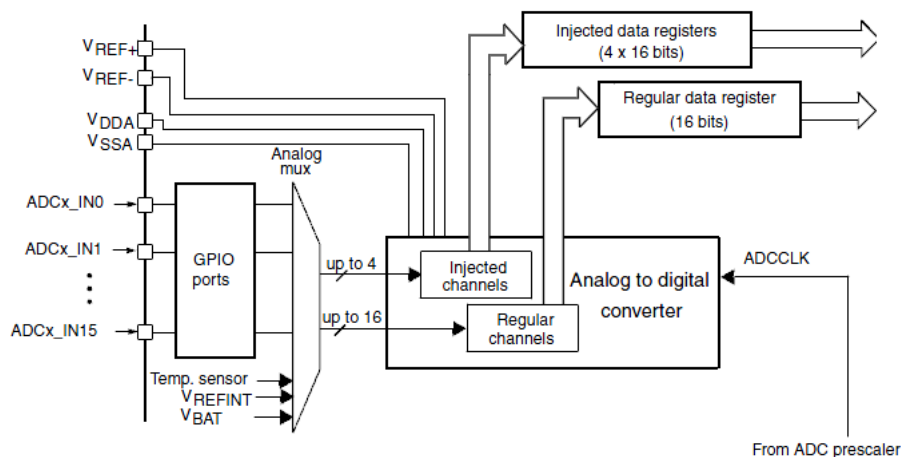 Injected data registers
(4 x 16 bits)
Regular data register
(16 bits)
VREF+
VREF-
VDDA
VSSA
Analog
mux
ADCx_IN0
ADCx_IN1
ADCx_IN15
GPIO
ports
up to 4
up to 16
Injected
channels
Regular
channels
Analog to digital
converter
ADCCLK
Temp. sensor
VREFINT
VBAT
From ADC prescaler